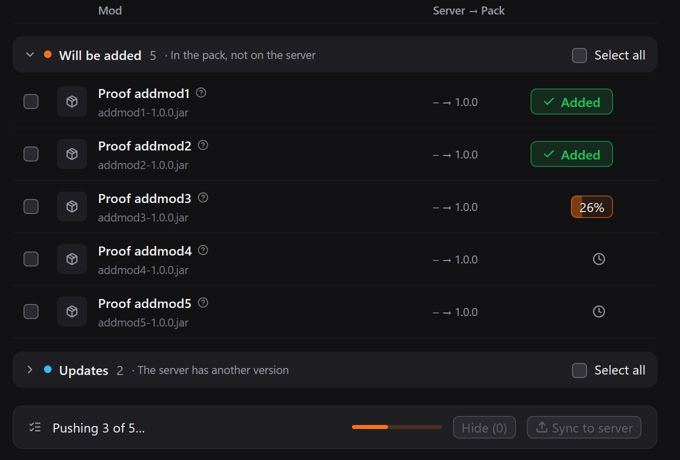 Mod Server → Pack
Will be added 5 · In the pack, not on the server Select all
Proof addmod1
addmod1-1.0.0.jar
– → 1.0.0
Added
Proof addmod2
addmod2-1.0.0.jar
– → 1.0.0
Added
Proof addmod3
addmod3-1.0.0.jar
– → 1.0.0
26%
Proof addmod4
addmod4-1.0.0.jar
– → 1.0.0
Proof addmod5
addmod5-1.0.0.jar
– → 1.0.0
Updates 2 · The server has another version Select all
Pushing 3 of 5... Hide (0) Sync to server